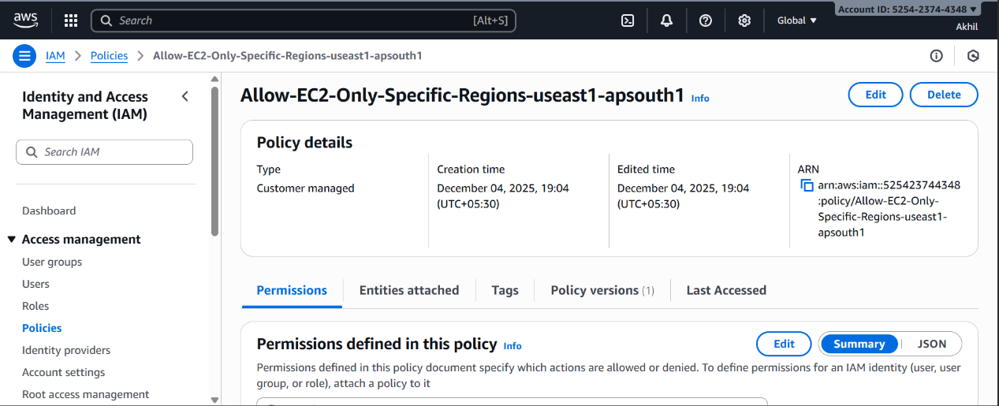 aws
Search
[Alt+S]
Global
Account ID: 5254-2374-4348
Akhil
IAM
Policies
Allow-EC2-Only-Specific-Regions-useast1-apsouth1
Identity and Access
Management (IAM)
Search IAM
Dashboard
Access management
User groups
Users
Roles
Policies
Identity providers
Account settings
Root access management
Allow-EC2-Only-Specific-Regions-useast1-apsouth1 Info
Edit
Delete
Policy details
Type
Customer managed
Creation time
December 04, 2025, 19:04
(UTC+05:30)
Edited time
December 04, 2025, 19:04
(UTC+05:30)
ARN
arn:aws:iam::525423744348
:policy/Allow-EC2-Only-
Specific-Regions-useast1-
apsouth1
Permissions
Entities attached
Tags
Policy versions (1)
Last Accessed
Permissions defined in this policy Info
Edit
Summary
JSON
Permissions defined in this policy document specify which actions are allowed or denied. To define permissions for an IAM identity (user, user
group, or role), attach a policy to it